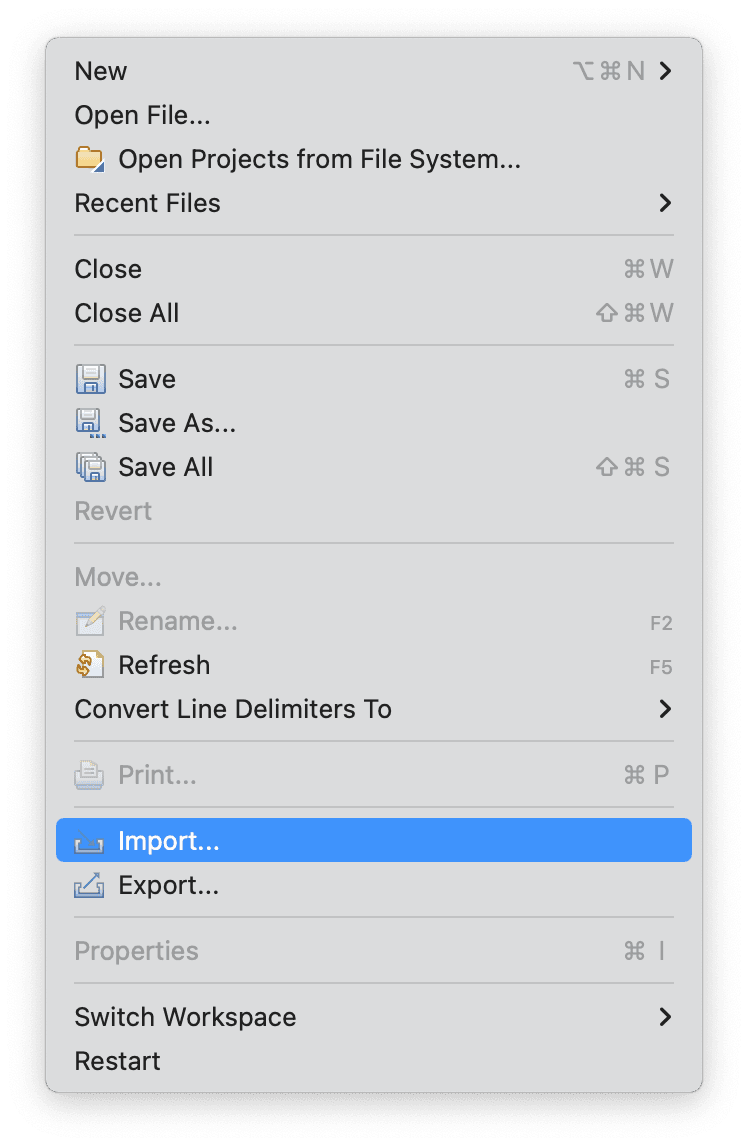 New ⌥⌘N
Open File...
Open Projects from File System...
Recent Files
Close ⌘W
Close All ⇧⌘W
Save ⌘S
Save As...
Save All ⇧⌘S
Revert
Move...
Rename... F2
Refresh F5
Convert Line Delimiters To
Print... ⌘P
Import...
Export...
Properties ⌘I
Switch Workspace
Restart